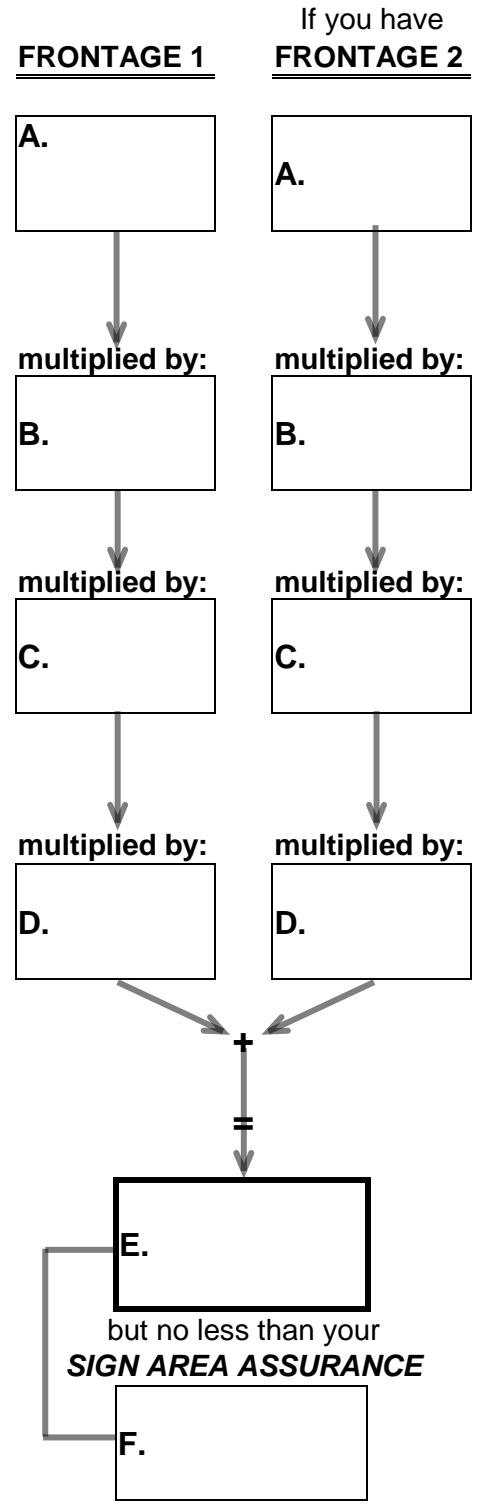 If you have
FRONTAGE 1 FRONTAGE 2
A. A.
multiplied by: multiplied by:
B. B.
multiplied by: multiplied by:
C. C.
multiplied by: multiplied by:
D. D.
+
=
E.
but no less than your
SIGN AREA ASSURANCE
F.